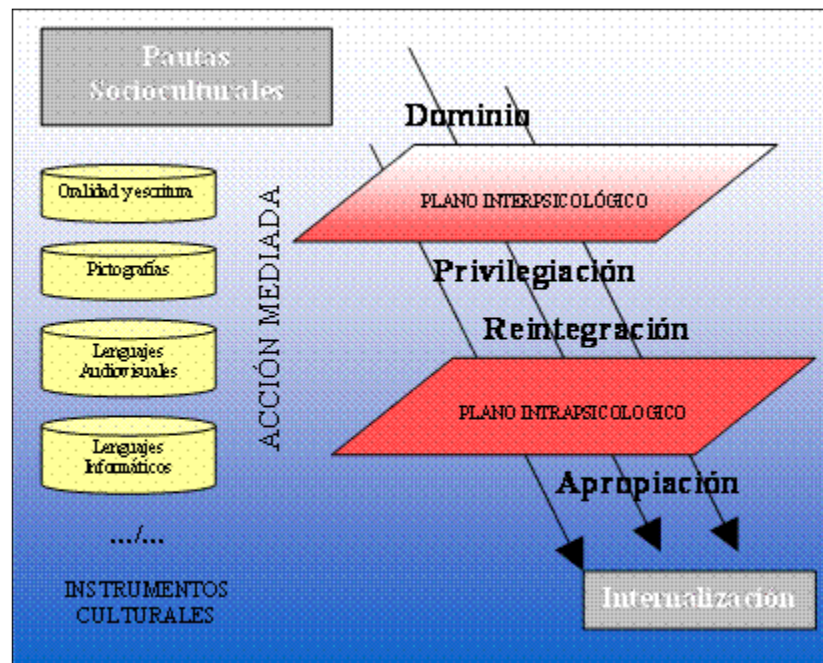 Pautas
Socioculturales
Dominio
Oralidad y escritura
PLANO INTERPSICOLÓGICO
Pictografías
ACCIÓN MEDIADA
Privilegiación
Reintegración
Lenguajes
Audiovisuales
PLANO INTRAPSICOLOGICO
Lenguajes
Informáticos
Apropiación
.../...
INSTRUMENTOS
CULTURALES
Internalización